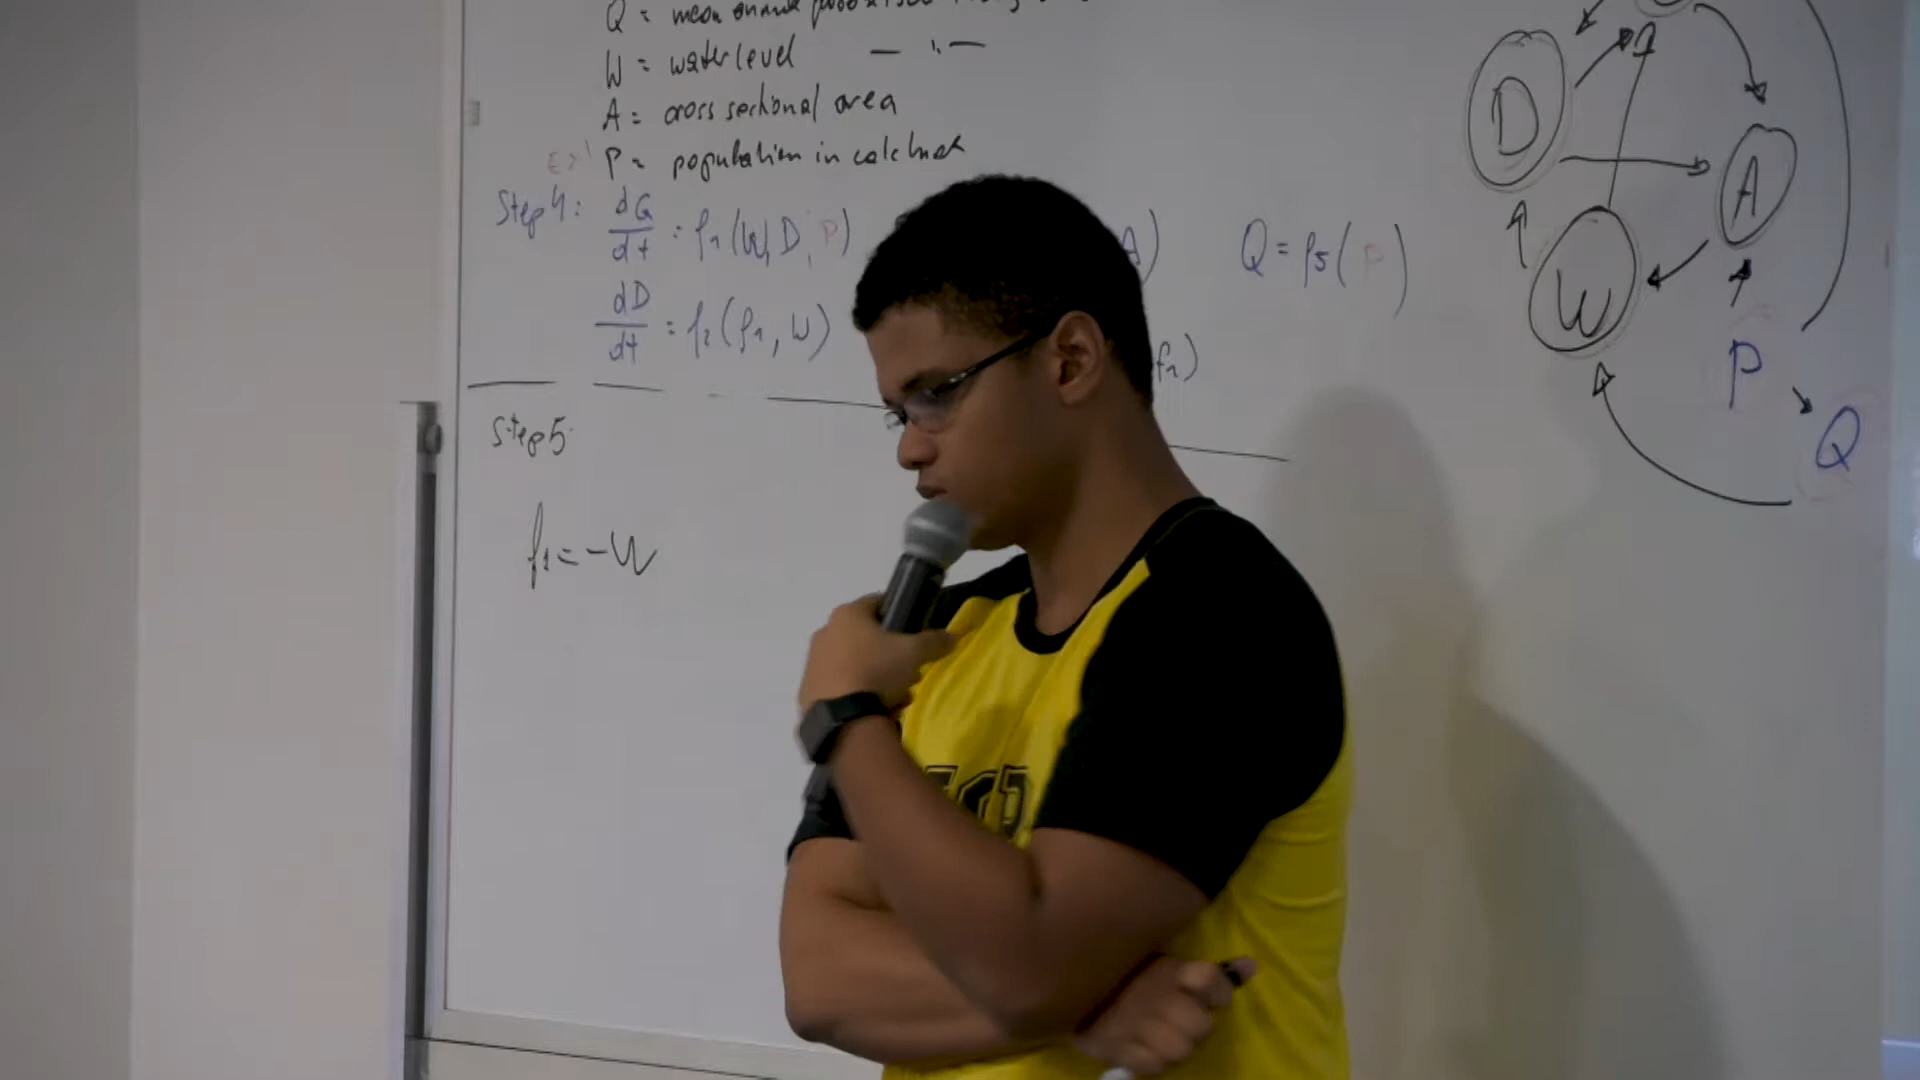 Q = mean
W = water level — " —
A = cross sectional area
P = population in catchment
Step 4: dG/dt = f1(W, D, P) A) Q = f5(P)
dD/dt = f2(f1, W) f1)
Step 5
f1 = -W
D
A
W
P
Q